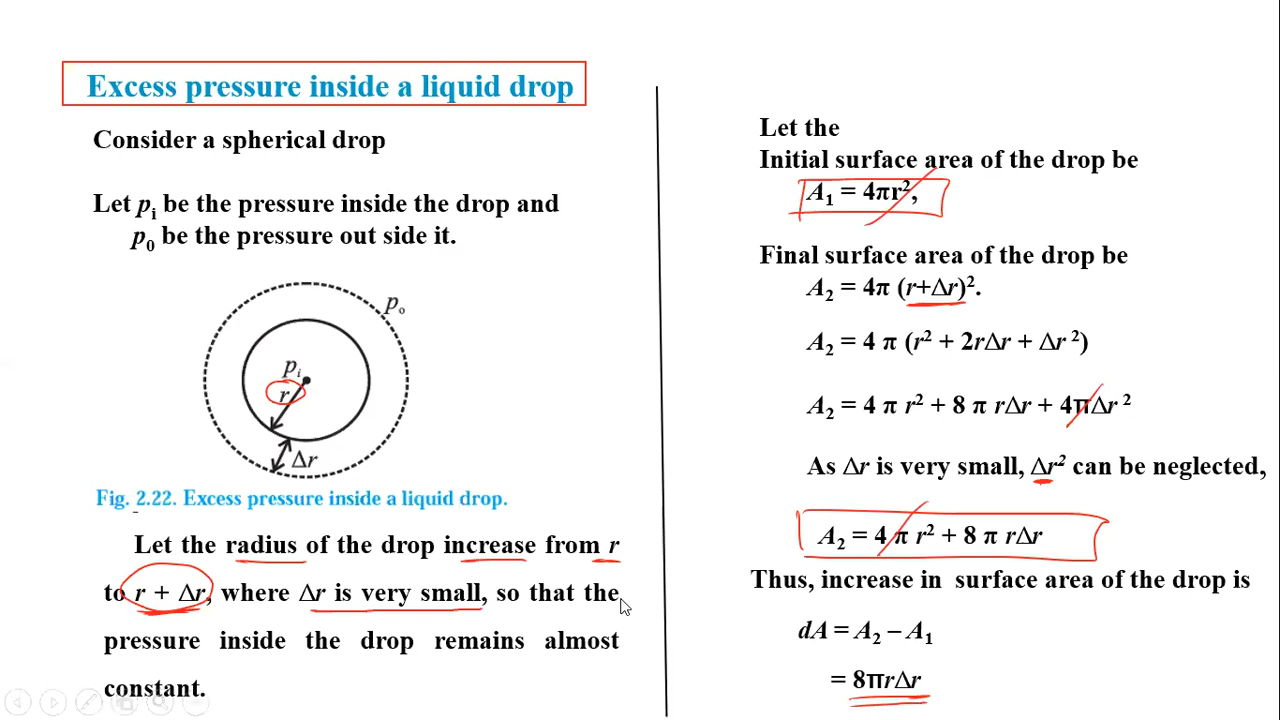 Excess pressure inside a liquid drop
Consider a spherical drop
Let pᵢ be the pressure inside the drop and
p₀ be the pressure out side it.
pₒ
pᵢ
r
Δr
Fig. 2.22. Excess pressure inside a liquid drop.
Let the radius of the drop increase from r
to r + Δr, where Δr is very small, so that the
pressure inside the drop remains almost
constant.
Let the
Initial surface area of the drop be
A₁ = 4πr²,
Final surface area of the drop be
A₂ = 4π (r+Δr)².
A₂ = 4 π (r² + 2rΔr + Δr ²)
A₂ = 4 π r² + 8 π rΔr + 4πΔr ²
As Δr is very small, Δr² can be neglected,
A₂ = 4 π r² + 8 π rΔr
Thus, increase in surface area of the drop is
dA = A₂ – A₁
= 8πrΔr